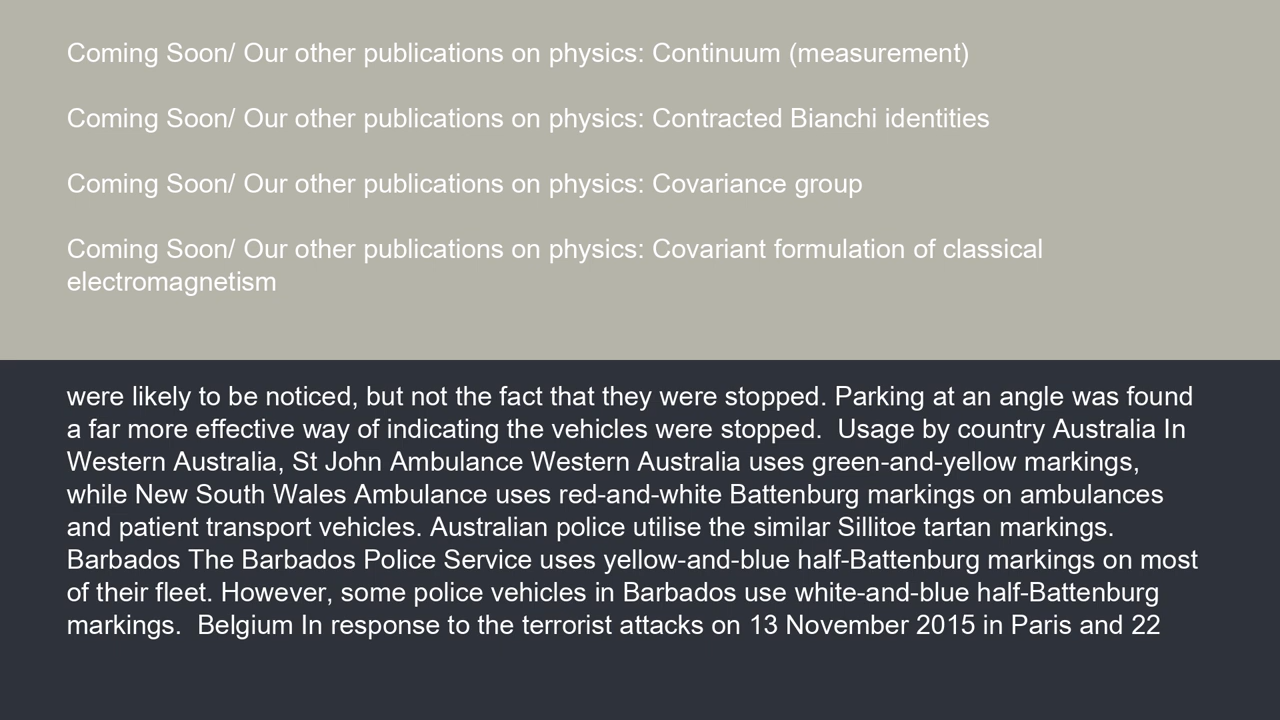 Coming Soon/ Our other publications on physics: Continuum (measurement)
Coming Soon/ Our other publications on physics: Contracted Bianchi identities
Coming Soon/ Our other publications on physics: Covariance group
Coming Soon/ Our other publications on physics: Covariant formulation of classical
electromagnetism
were likely to be noticed, but not the fact that they were stopped. Parking at an angle was found
a far more effective way of indicating the vehicles were stopped.  Usage by country Australia In
Western Australia, St John Ambulance Western Australia uses green-and-yellow markings,
while New South Wales Ambulance uses red-and-white Battenburg markings on ambulances
and patient transport vehicles. Australian police utilise the similar Sillitoe tartan markings.
Barbados The Barbados Police Service uses yellow-and-blue half-Battenburg markings on most
of their fleet. However, some police vehicles in Barbados use white-and-blue half-Battenburg
markings.  Belgium In response to the terrorist attacks on 13 November 2015 in Paris and 22